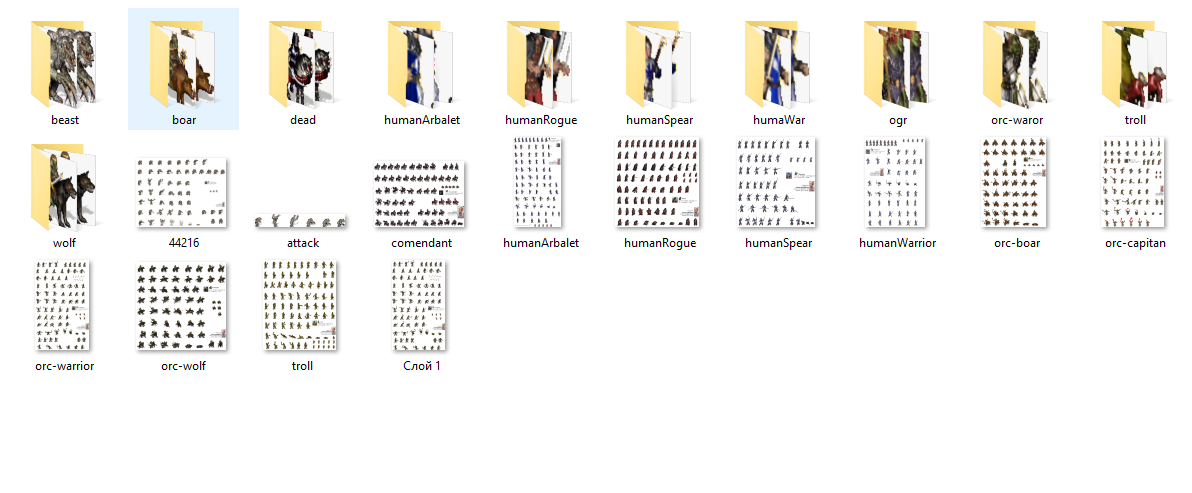 beast
boar
dead
humanArbalet
humanRogue
humanSpear
humaWar
ogr
orc-waror
troll
wolf
44216
attack
comendant
humanArbalet
humanRogue
humanSpear
humanWarrior
orc-boar
orc-capitan
orc-warrior
orc-wolf
troll
Слой 1